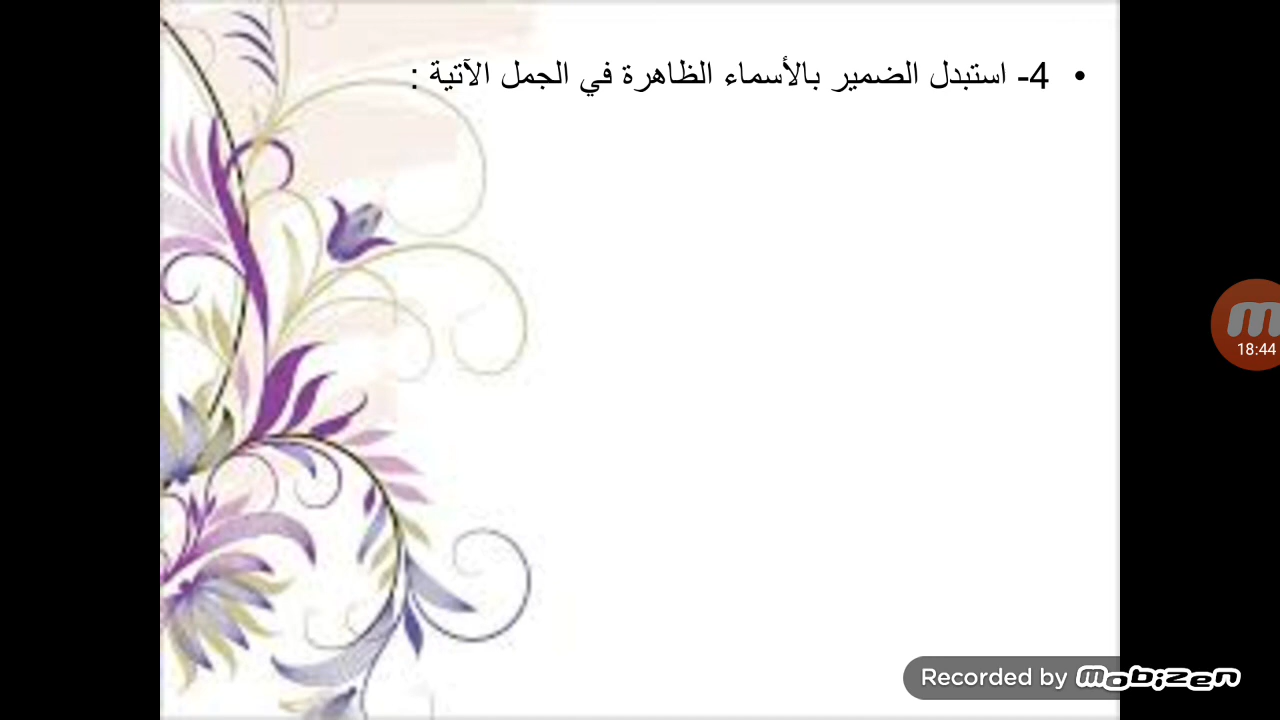 • 4- استبدل الضمير بالأسماء الظاهرة في الجمل الآتية :
18:44
Recorded by mobizen